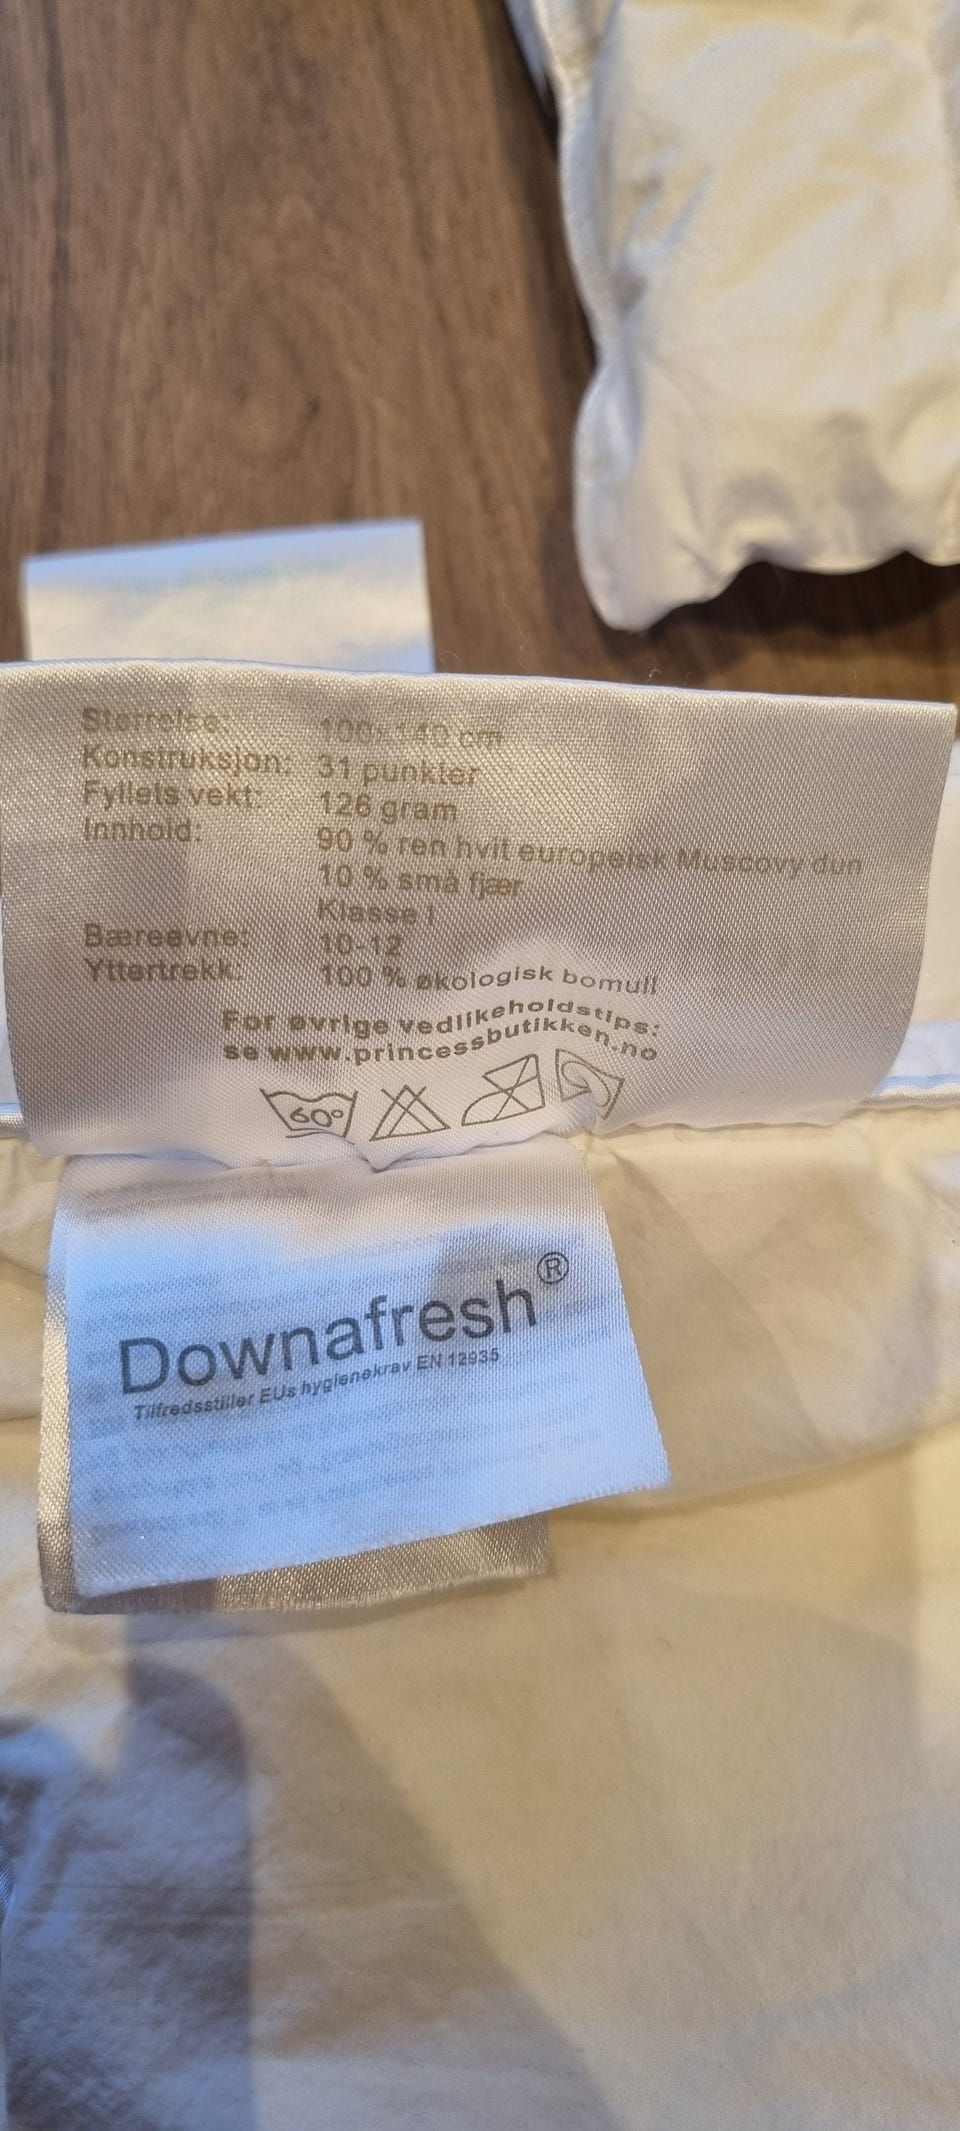 Størrelse: 100x140 cm
Konstruksjon: 31 punkter
Fyllets vekt: 126 gram
Innhold: 90 % ren hvit europeisk Muscovy dun
10 % små fjær
Klasse I
Bæreevne: 10-12
Yttertrekk: 100 % økologisk bomull
For øvrige vedlikeholdstips:
se www.princessbutikken.no
60°
Downafresh®
Tilfredsstiller EUs hygienekrav EN 12935